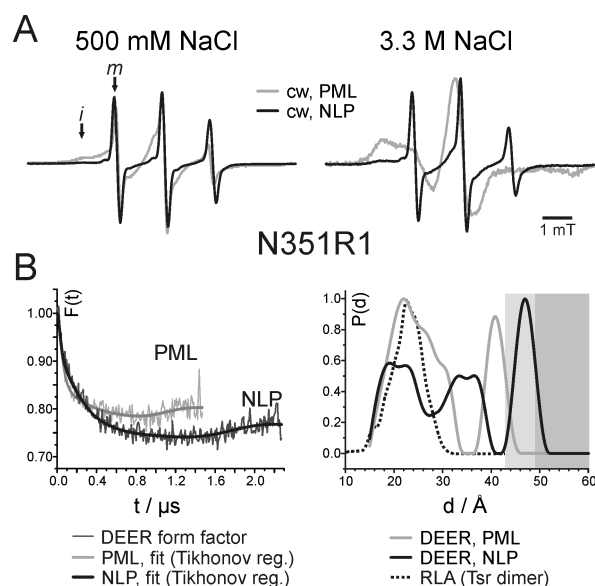 A
500 mM NaCl
3.3 M NaCl
i
m
cw, PML
cw, NLP
1 mT
N351R1
B
F(t)
1.00
0.90
0.80
0.70
PML
NLP
0.0 0.4 0.8 1.2 1.6 2.0
t / µs
DEER form factor
PML, fit (Tikhonov reg.)
NLP, fit (Tikhonov reg.)
P(d)
1.0
0.8
0.6
0.4
0.2
0.0
10 20 30 40 50 60
d / Å
DEER, PML
DEER, NLP
RLA (Tsr dimer)